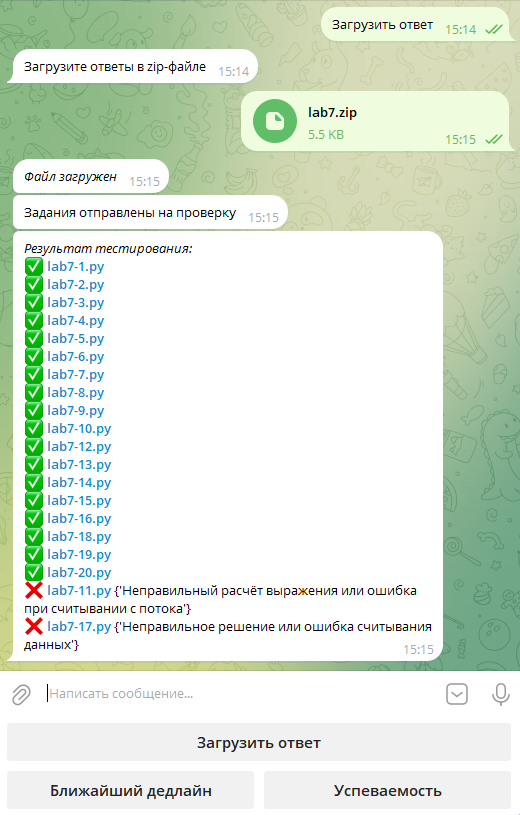 Загрузить ответ 15:14
Загрузите ответы в zip-файле 15:14
lab7.zip
5.5 KB 15:15
Файл загружен 15:15
Задания отправлены на проверку 15:15
Результат тестирования:
✅ lab7-1.py
✅ lab7-2.py
✅ lab7-3.py
✅ lab7-4.py
✅ lab7-5.py
✅ lab7-6.py
✅ lab7-7.py
✅ lab7-8.py
✅ lab7-9.py
✅ lab7-10.py
✅ lab7-12.py
✅ lab7-13.py
✅ lab7-14.py
✅ lab7-15.py
✅ lab7-16.py
✅ lab7-18.py
✅ lab7-19.py
✅ lab7-20.py
❌ lab7-11.py {'Неправильный расчёт выражения или ошибка
при считывании с потока'}
❌ lab7-17.py {'Неправильное решение или ошибка считывания
данных'} 15:15
Написать сообщение...
Загрузить ответ
Ближайший дедлайн Успеваемость